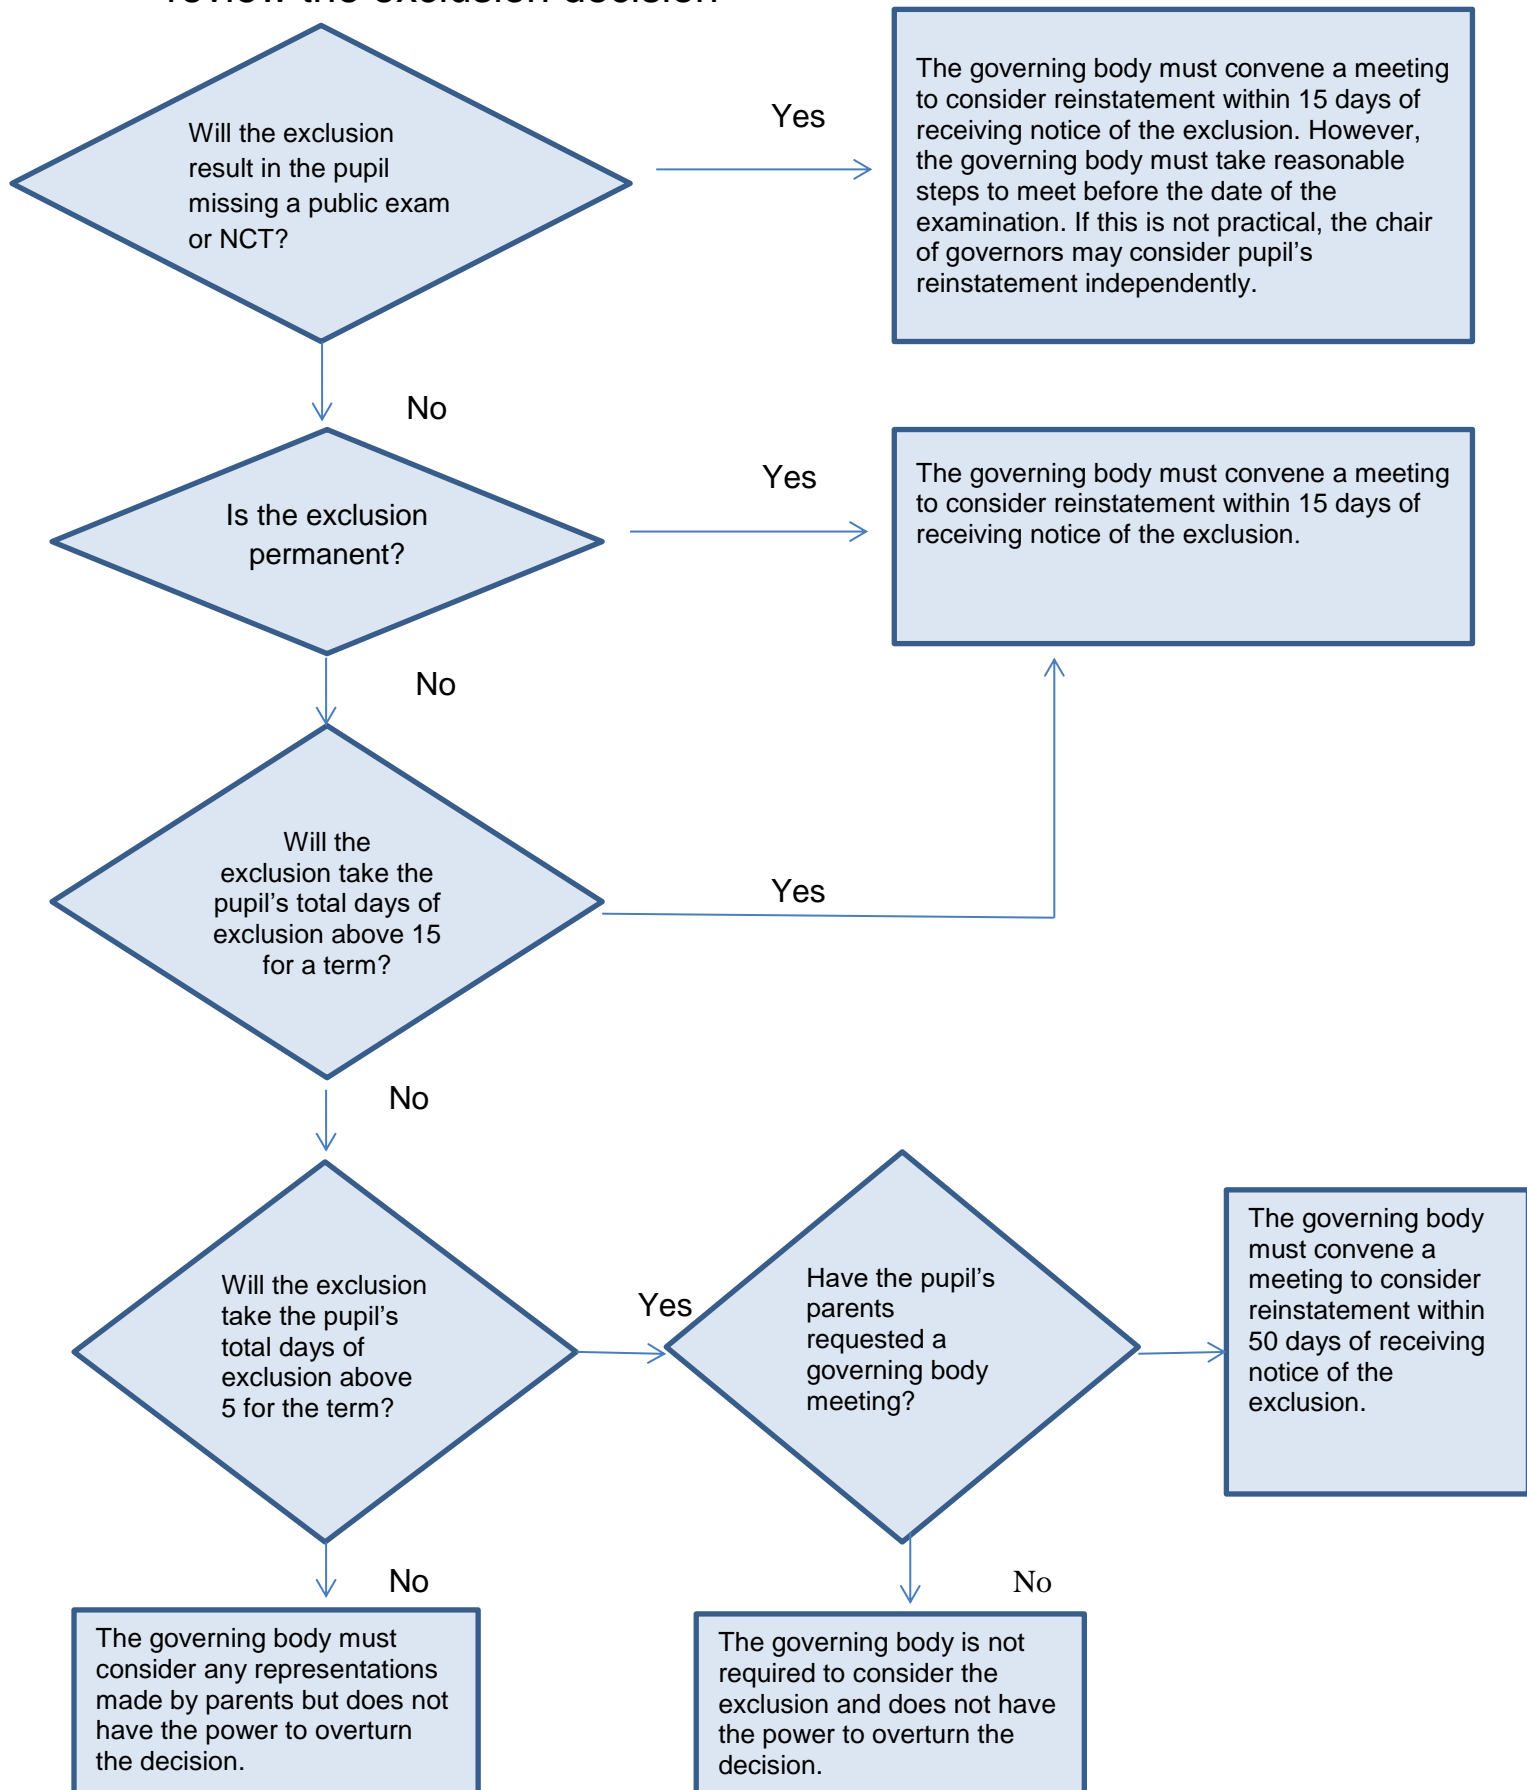 review the exclusion decision
Will the exclusion
result in the pupil
missing a public exam
or NCT?
Yes
The governing body must convene a meeting
to consider reinstatement within 15 days of
receiving notice of the exclusion. However,
the governing body must take reasonable
steps to meet before the date of the
examination. If this is not practical, the chair
of governors may consider pupil’s
reinstatement independently.
No
Is the exclusion
permanent?
Yes
The governing body must convene a meeting
to consider reinstatement within 15 days of
receiving notice of the exclusion.
No
Will the
exclusion take the
pupil’s total days of
exclusion above 15
for a term?
Yes
No
Will the exclusion
take the pupil’s
total days of
exclusion above
5 for the term?
Yes
Have the pupil’s
parents
requested a
governing body
meeting?
The governing body
must convene a
meeting to consider
reinstatement within
50 days of receiving
notice of the
exclusion.
No
The governing body must
consider any representations
made by parents but does not
have the power to overturn
the decision.
No
The governing body is not
required to consider the
exclusion and does not have
the power to overturn the
decision.